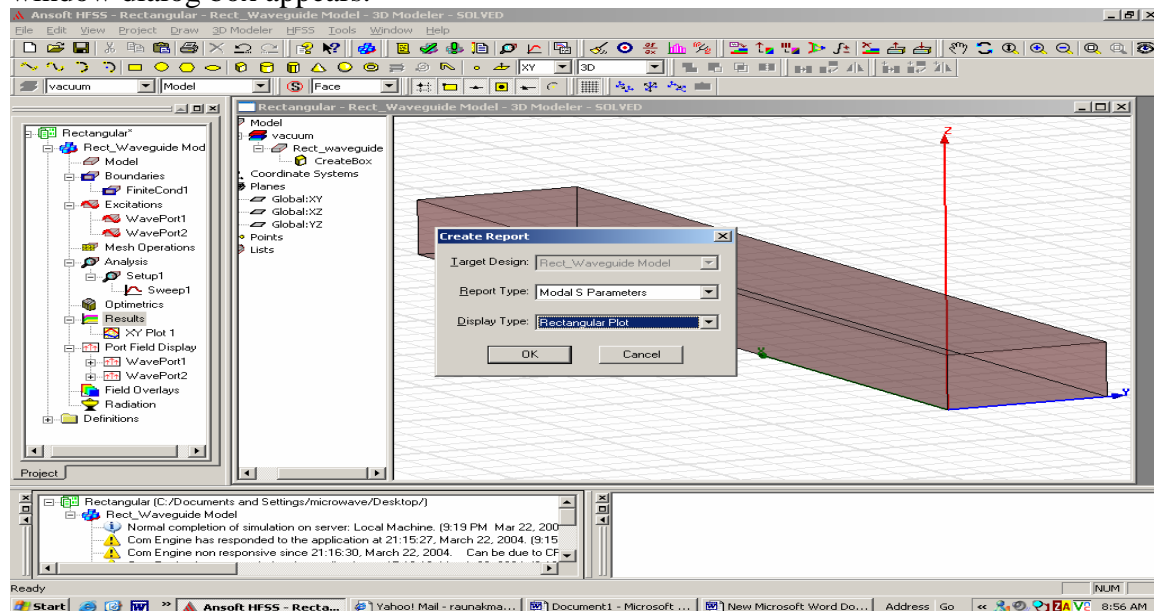 window dialog box appears.
Ansoft HFSS - Rectangular - Rect_Waveguide Model - 3D Modeler - SOLVED
File Edit View Project Draw 3D Modeler HFSS Tools Window Help
XY 3D
vacuum Model Face
Rectangular*
Rect_Waveguide Mod
Model
Boundaries
FiniteCond1
Excitations
WavePort1
WavePort2
Mesh Operations
Analysis
Setup1
Sweep1
Optimetrics
Results
XY Plot 1
Port Field Display
WavePort1
WavePort2
Field Overlays
Radiation
Definitions
Project
Rectangular - Rect_Waveguide Model - 3D Modeler - SOLVED
Model
vacuum
Rect_waveguide
CreateBox
Coordinate Systems
Planes
Global:XY
Global:XZ
Global:YZ
Points
Lists
Z
Y
Create Report
Target Design: Rect_Waveguide Model
Report Type: Modal S Parameters
Display Type: Rectangular Plot
OK Cancel
Rectangular (C:/Documents and Settings/microwave/Desktop/)
Rect_Waveguide Model
Normal completion of simulation on server: Local Machine. (9:19 PM Mar 22, 200
Com Engine has responded to the application at 21:15:27, March 22, 2004. (9:15
Com Engine non responsive since 21:16:30, March 22, 2004. Can be due to CF
Ready NUM
Start Ansoft HFSS - Recta... Yahoo! Mail - raunakma... Document1 - Microsoft ... New Microsoft Word Do... Address Go 8:56 AM